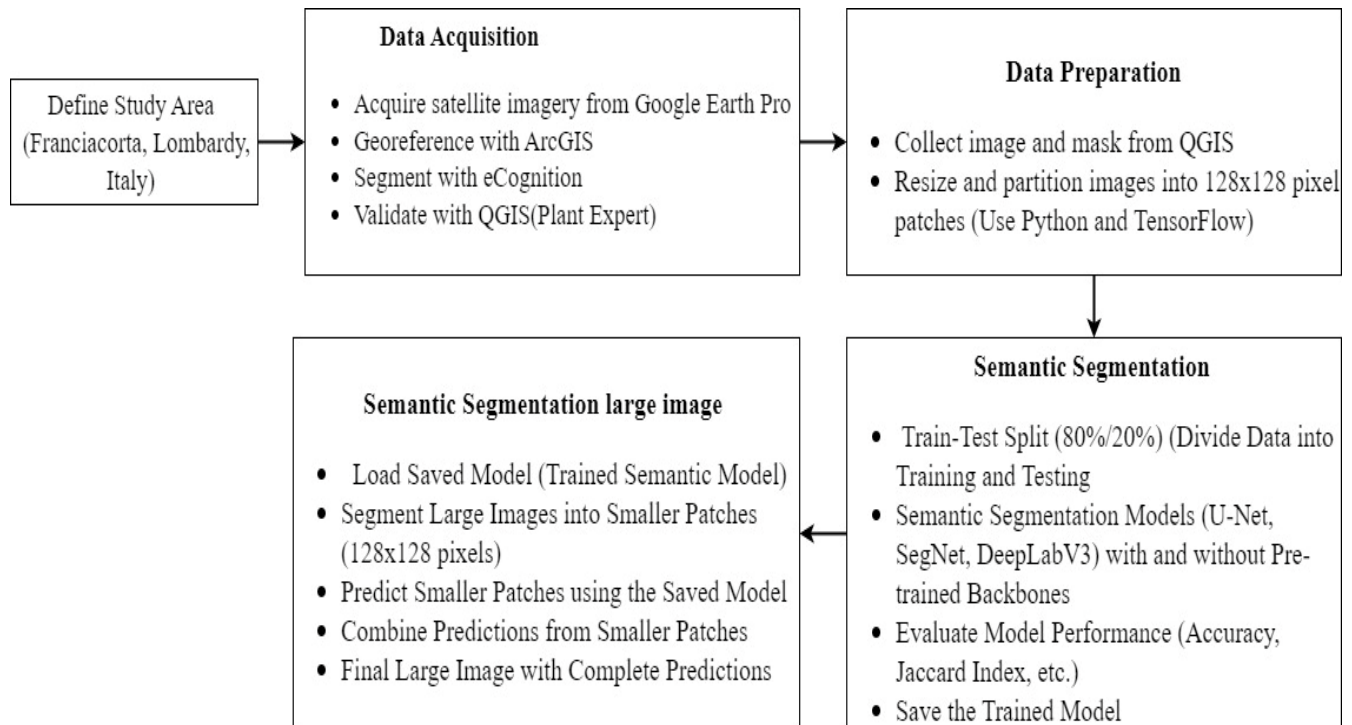 Define Study Area
(Franciacorta, Lombardy,
Italy)
Data Acquisition
• Acquire satellite imagery from Google Earth Pro
• Georeference with ArcGIS
• Segment with eCognition
• Validate with QGIS(Plant Expert)
Data Preparation
• Collect image and mask from QGIS
• Resize and partition images into 128x128 pixel
patches (Use Python and TensorFlow)
Semantic Segmentation
• Train-Test Split (80%/20%) (Divide Data into
Training and Testing
• Semantic Segmentation Models (U-Net,
SegNet, DeepLabV3) with and without Pre-
trained Backbones
• Evaluate Model Performance (Accuracy,
Jaccard Index, etc.)
• Save the Trained Model
Semantic Segmentation large image
• Load Saved Model (Trained Semantic Model)
• Segment Large Images into Smaller Patches
(128x128 pixels)
• Predict Smaller Patches using the Saved Model
• Combine Predictions from Smaller Patches
• Final Large Image with Complete Predictions